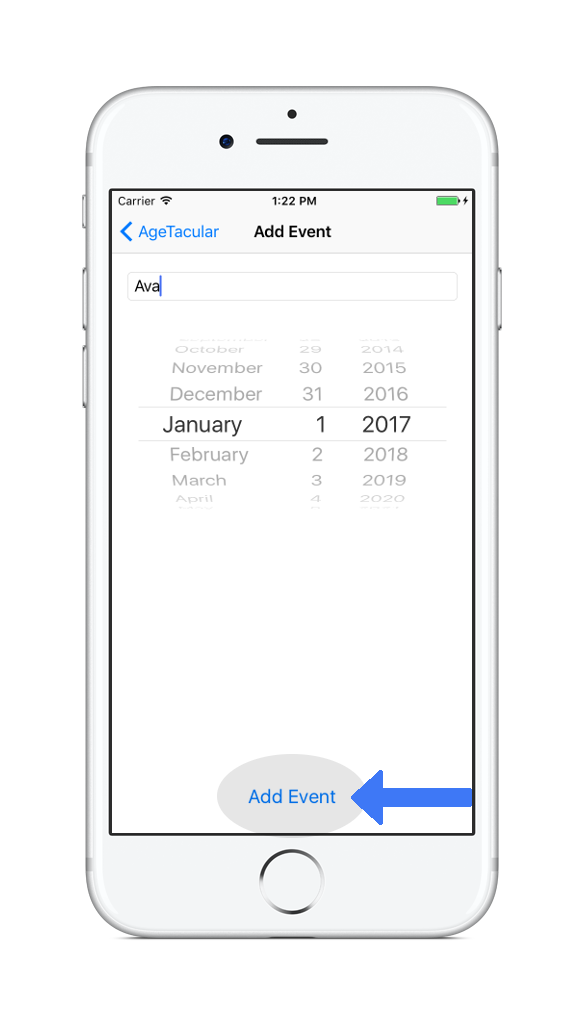 Carrier 1:22 PM
AgeTacular Add Event
Ava
October 29 2014
November 30 2015
December 31 2016
January 1 2017
February 2 2018
March 3 2019
April 4 2020
Add Event